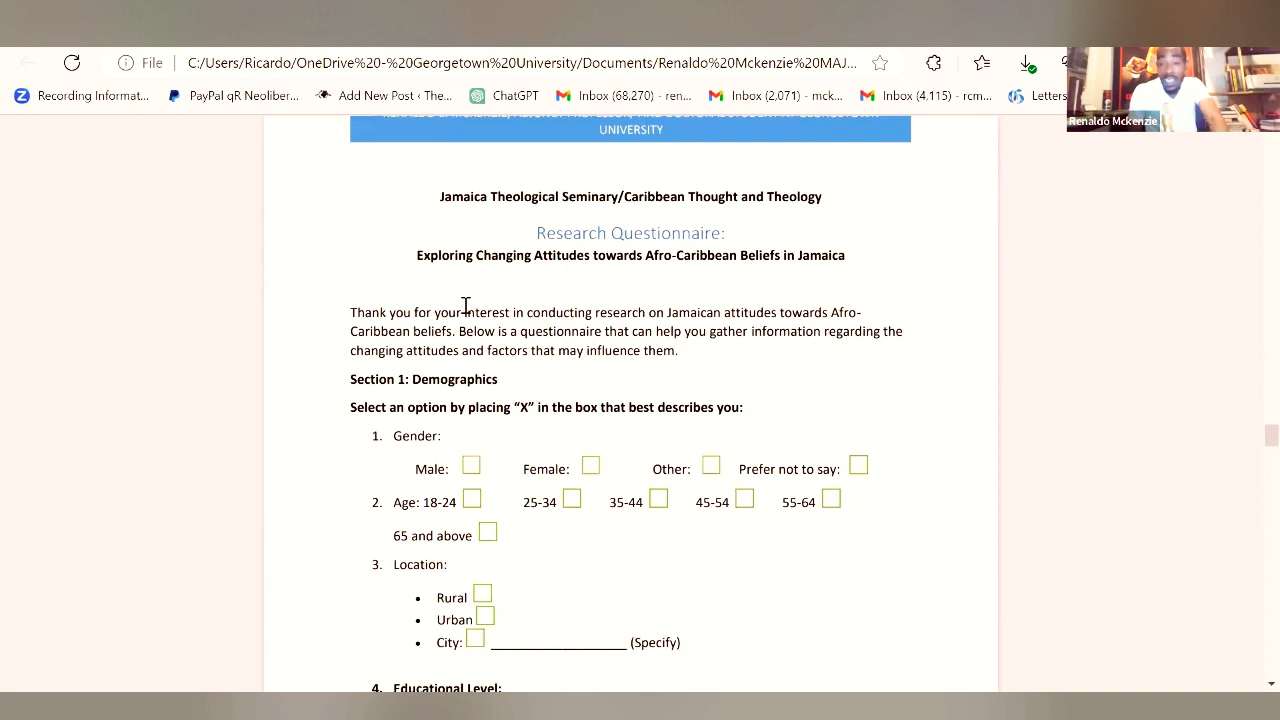 File
C:/Users/Ricardo/OneDrive%20-%20Georgetown%20University/Documents/Renaldo%20Mckenzie%20MAJ...
Recording Informat...
PayPal qR Neoliber...
Add New Post ‹ The...
ChatGPT
Inbox (68,270) - ren...
Inbox (2,071) - mck...
Inbox (4,115) - rcm...
Letters
Renaldo Mckenzie
UNIVERSITY
Jamaica Theological Seminary/Caribbean Thought and Theology
Research Questionnaire:
Exploring Changing Attitudes towards Afro-Caribbean Beliefs in Jamaica
Thank you for your interest in conducting research on Jamaican attitudes towards Afro-
Caribbean beliefs. Below is a questionnaire that can help you gather information regarding the
changing attitudes and factors that may influence them.
Section 1: Demographics
Select an option by placing “X” in the box that best describes you:
1. Gender:
Male: Female: Other: Prefer not to say:
2. Age: 18-24 25-34 35-44 45-54 55-64
65 and above
3. Location:
• Rural
• Urban
• City: ____________________ (Specify)
4. Educational Level: